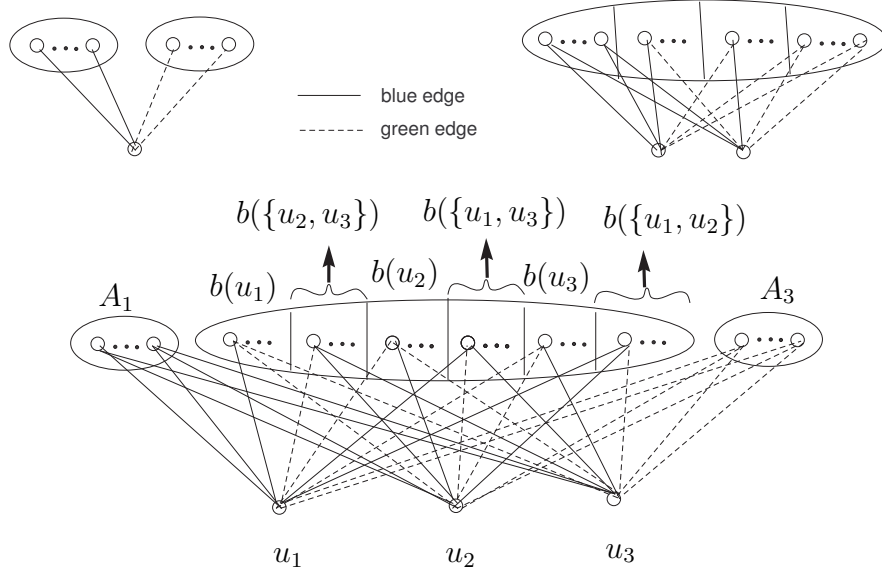 blue edge
green edge
b({u₂, u₃}) b({u₁, u₃}) b({u₁, u₂})
A₁ b(u₁) b(u₂) b(u₃) A₃
u₁ u₂ u₃